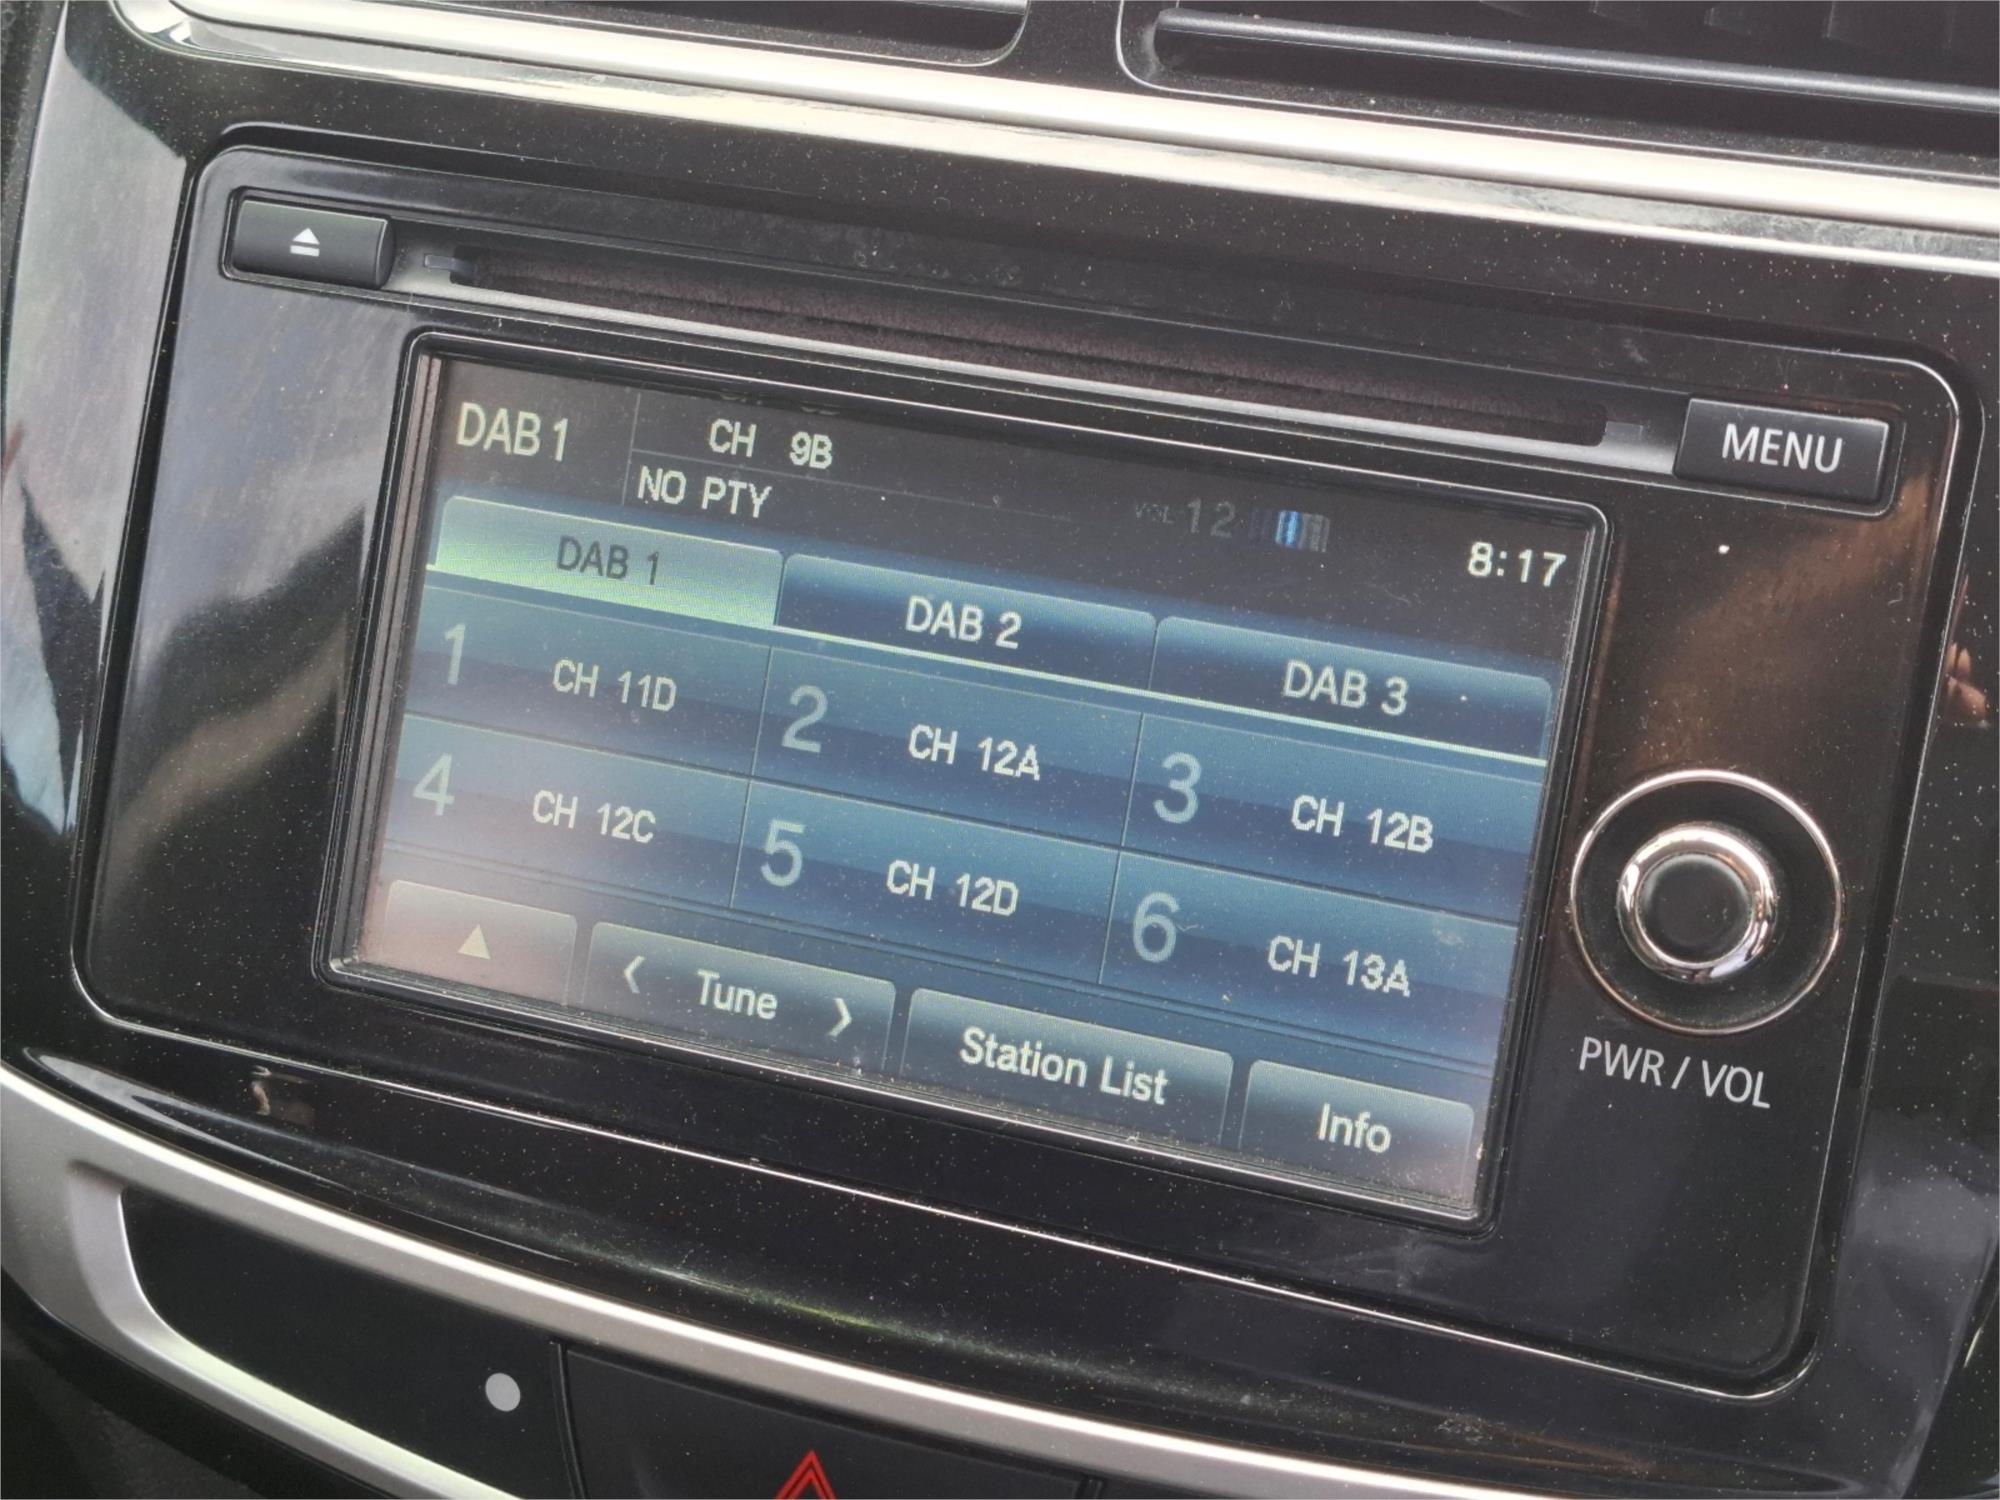 MENU
DAB1
CH 9B
NO PTY
VOL 12
8:17
DAB 1
DAB 2
DAB 3
1 CH 11D
2 CH 12A
3 CH 12B
4 CH 12C
5 CH 12D
6 CH 13A
Tune
Station List
Info
PWR / VOL